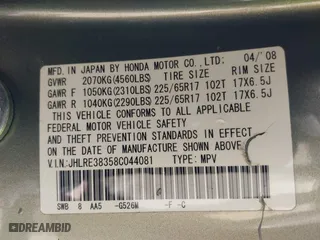 MFD. IN JAPAN BY HONDA MOTOR CO., LTD. 04/'08
GVWR 2070KG(4560LBS) TIRE SIZE RIM SIZE
GAWR F 1050KG(2310LBS) 225/65R17 102T 17X6.5J
GAWR R 1040KG(2290LBS) 225/65R17 102T 17X6.5J
THIS VEHICLE CONFORMS TO ALL APPLICABLE
FEDERAL MOTOR VEHICLE SAFETY, BUMPER,
AND THEFT PREVENTION STANDARDS IN EFFECT
ON THE DATE OF MANUFACTURE SHOWN ABOVE.
V.I.N.:JHLRE38358C044081 TYPE: MPV
SWB 8 AA5 -G526M -F -C